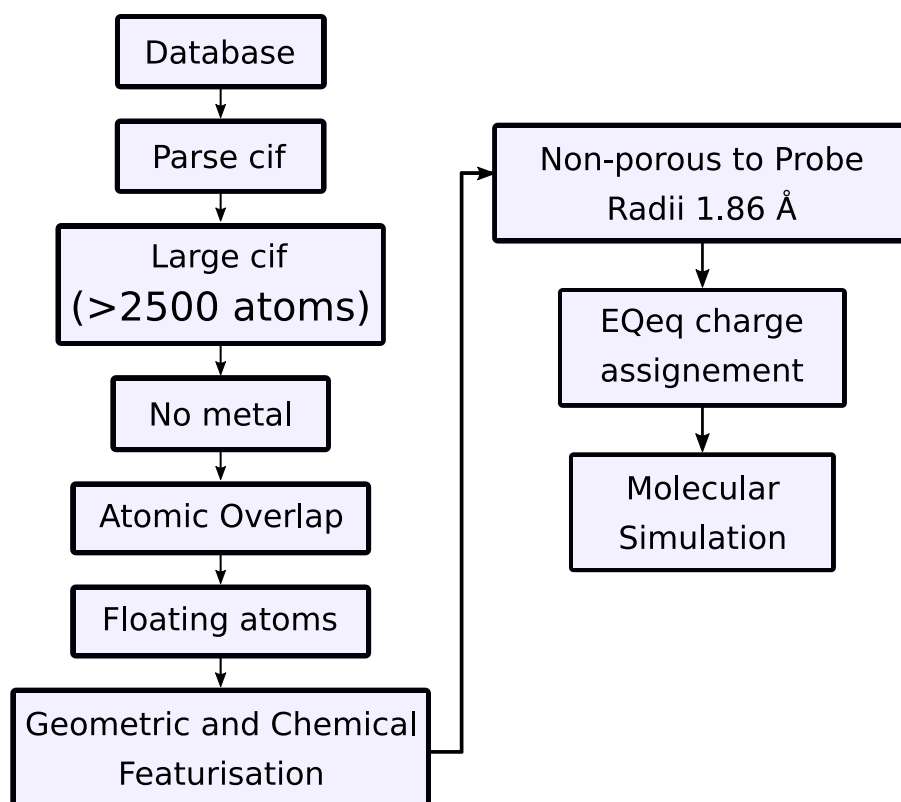 Database
Parse cif
Large cif
(>2500 atoms)
No metal
Atomic Overlap
Floating atoms
Geometric and Chemical
Featurisation
Non-porous to Probe
Radii 1.86 Å
EQeq charge
assignement
Molecular
Simulation